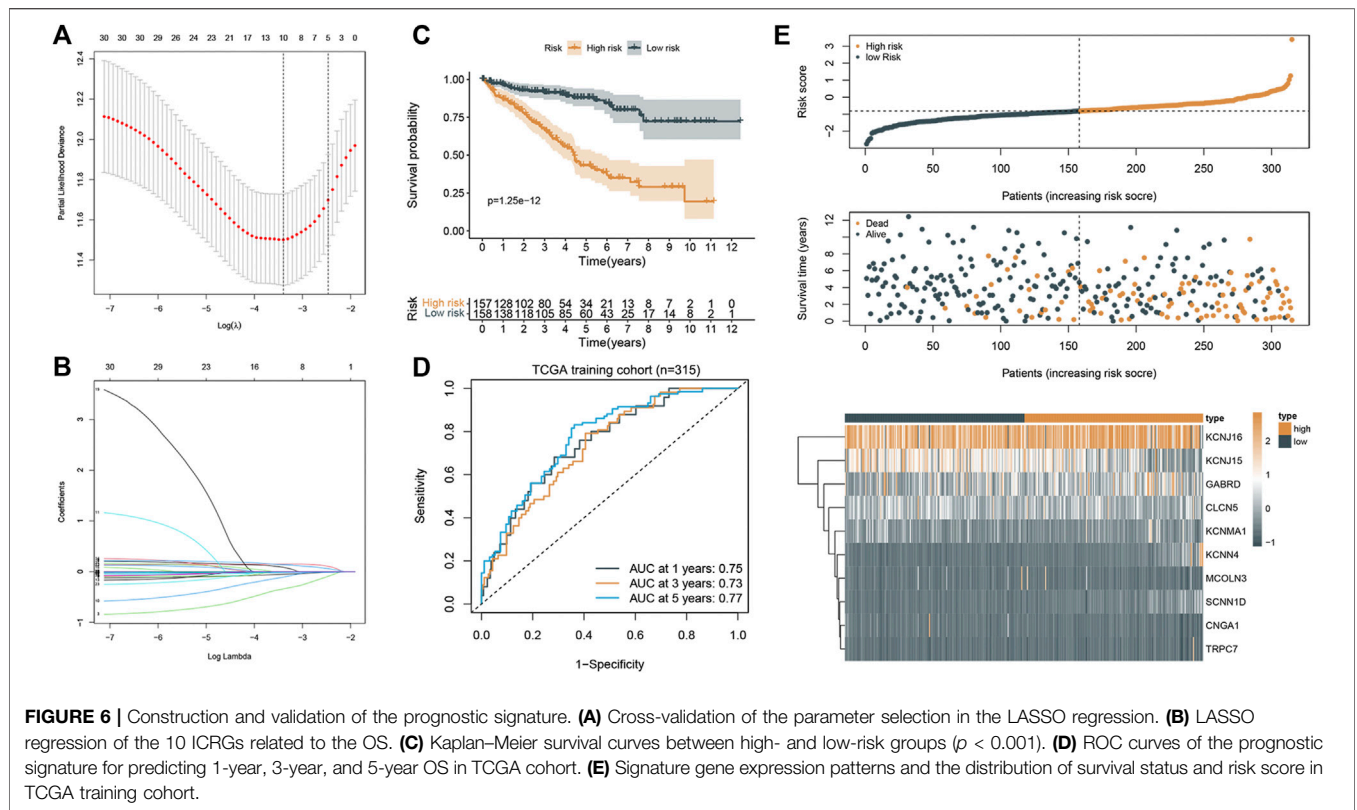 A
30 30 30 29 26 24 23 21 17 14 10 8 7 5 3 0
12.4
12.2
12.0
11.8
11.6
11.4
Partial Likelihood Deviance
-7 -6 -5 -4 -3 -2
Log(λ)
B
30 29 23 16 8 1
3
2
1
0
-1
Coefficients
-7 -6 -5 -4 -3 -2
Log Lambda
C
Risk High risk Low risk
1.00
0.75
0.50
0.25
0.00
Survival probability
p=1.25e-12
0 1 2 3 4 5 6 7 8 9 10 11 12
Time(years)
Risk
High risk 157 128 102 80 54 34 21 13 8 7 2 1 0
Low risk 158 138 118 105 85 60 43 25 17 14 8 2 1
0 1 2 3 4 5 6 7 8 9 10 11 12
Time(years)
D
TCGA training cohort (n=315)
1.0
0.8
0.6
0.4
0.2
0.0
Sensitivity
AUC at 1 years: 0.75
AUC at 3 years: 0.73
AUC at 5 years: 0.77
0.0 0.2 0.4 0.6 0.8 1.0
1-Specificity
E
High risk
low Risk
3
2
1
0
-2
Risk score
0 50 100 150 200 250 300
Patients (increasing risk socre)
Dead
Alive
12
10
8
6
4
2
0
Survival time (years)
0 50 100 150 200 250 300
Patients (increasing risk socre)
type
KCNJ16
KCNJ15
GABRD
CLCN5
KCNMA1
KCNN4
MCOLN3
SCNN1D
CNGA1
TRPC7
2
1
0
-1
type
high
low
FIGURE 6 | Construction and validation of the prognostic signature. (A) Cross-validation of the parameter selection in the LASSO regression. (B) LASSO
regression of the 10 ICRGs related to the OS. (C) Kaplan–Meier survival curves between high- and low-risk groups (p < 0.001). (D) ROC curves of the prognostic
signature for predicting 1-year, 3-year, and 5-year OS in TCGA cohort. (E) Signature gene expression patterns and the distribution of survival status and risk score in
TCGA training cohort.